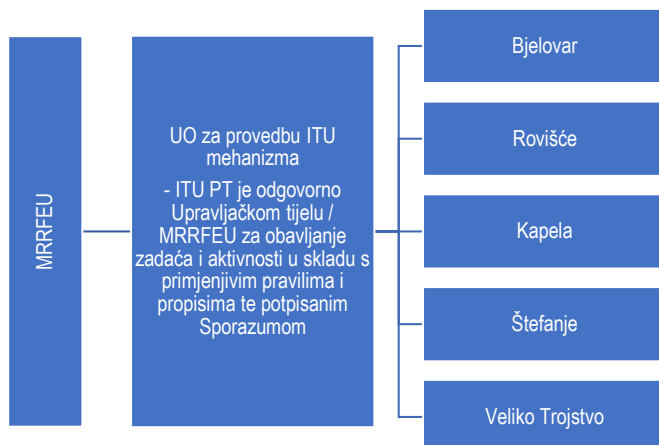 MRRFEU
UO za provedbu ITU
mehanizma
- ITU PT je odgovorno
Upravljačkom tijelu /
MRRFEU za obavljanje
zadaća i aktivnosti u skladu s
primjenjivim pravilima i
propisima te potpisanim
Sporazumom
Bjelovar
Rovišće
Kapela
Štefanje
Veliko Trojstvo